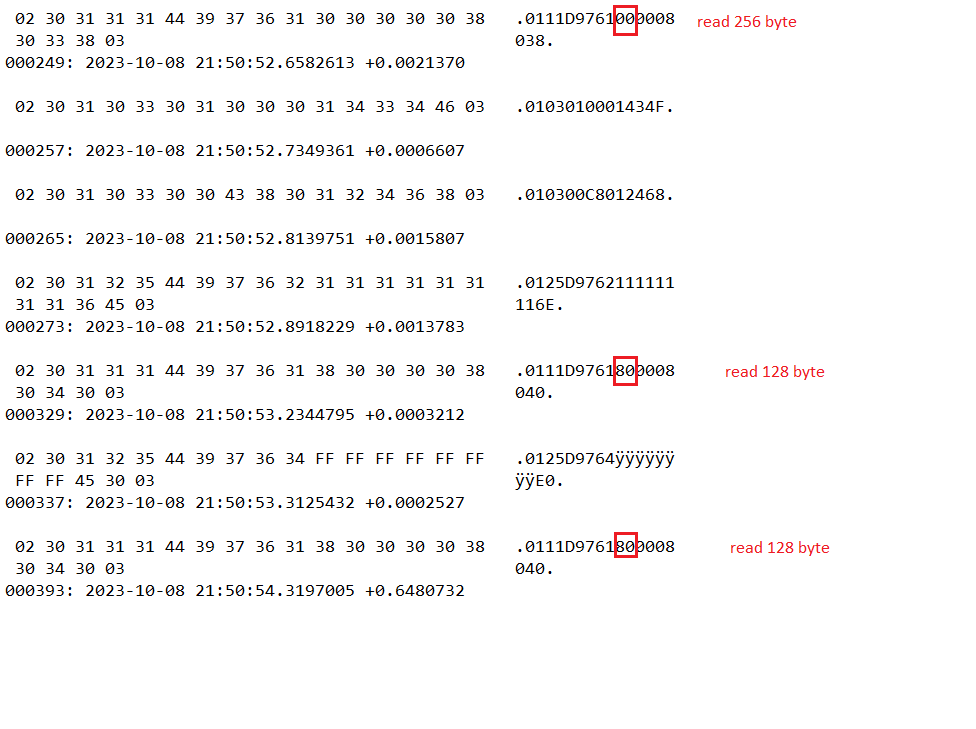 02 30 31 31 31 44 39 37 36 31 30 30 30 30 30 38 .0111D9761000008 read 256 byte
30 33 38 03 038.
000249: 2023-10-08 21:50:52.6582613 +0.0021370
02 30 31 30 33 30 31 30 30 30 31 34 33 34 46 03 .0103010001434F.
000257: 2023-10-08 21:50:52.7349361 +0.0006607
02 30 31 30 33 30 30 43 38 30 31 32 34 36 38 03 .010300C8012468.
000265: 2023-10-08 21:50:52.8139751 +0.0015807
02 30 31 32 35 44 39 37 36 32 31 31 31 31 31 31 .0125D9762111111
31 31 36 45 03 116E.
000273: 2023-10-08 21:50:52.8918229 +0.0013783
02 30 31 31 31 44 39 37 36 31 38 30 30 30 30 38 .0111D9761800008 read 128 byte
30 34 30 03 040.
000329: 2023-10-08 21:50:53.2344795 +0.0003212
02 30 31 32 35 44 39 37 36 34 FF FF FF FF FF FF .0125D9764ÿÿÿÿÿÿ
FF FF 45 30 03 ÿÿE0.
000337: 2023-10-08 21:50:53.3125432 +0.0002527
02 30 31 31 31 44 39 37 36 31 38 30 30 30 30 38 .0111D9761800008 read 128 byte
30 34 30 03 040.
000393: 2023-10-08 21:50:54.3197005 +0.6480732